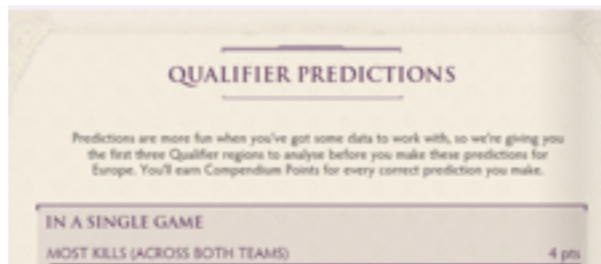 QUALIFIER PREDICTIONS
Predictions are more fun when you've got some data to work with, so we're giving you
the first three Qualifier regions to analyse before you make these predictions for
Europe. You'll earn Compendium Points for every correct prediction you make.
IN A SINGLE GAME
MOST KILLS (ACROSS BOTH TEAMS)
4 pts